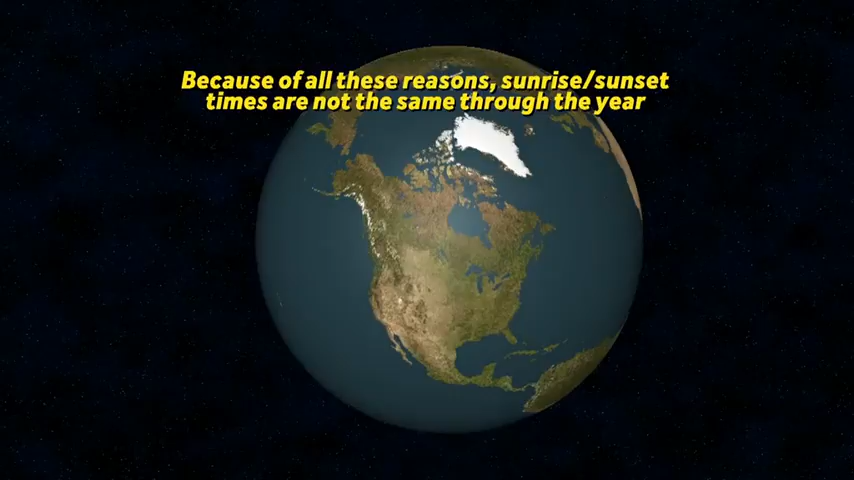 Because of all these reasons, sunrise/sunset
times are not the same through the year